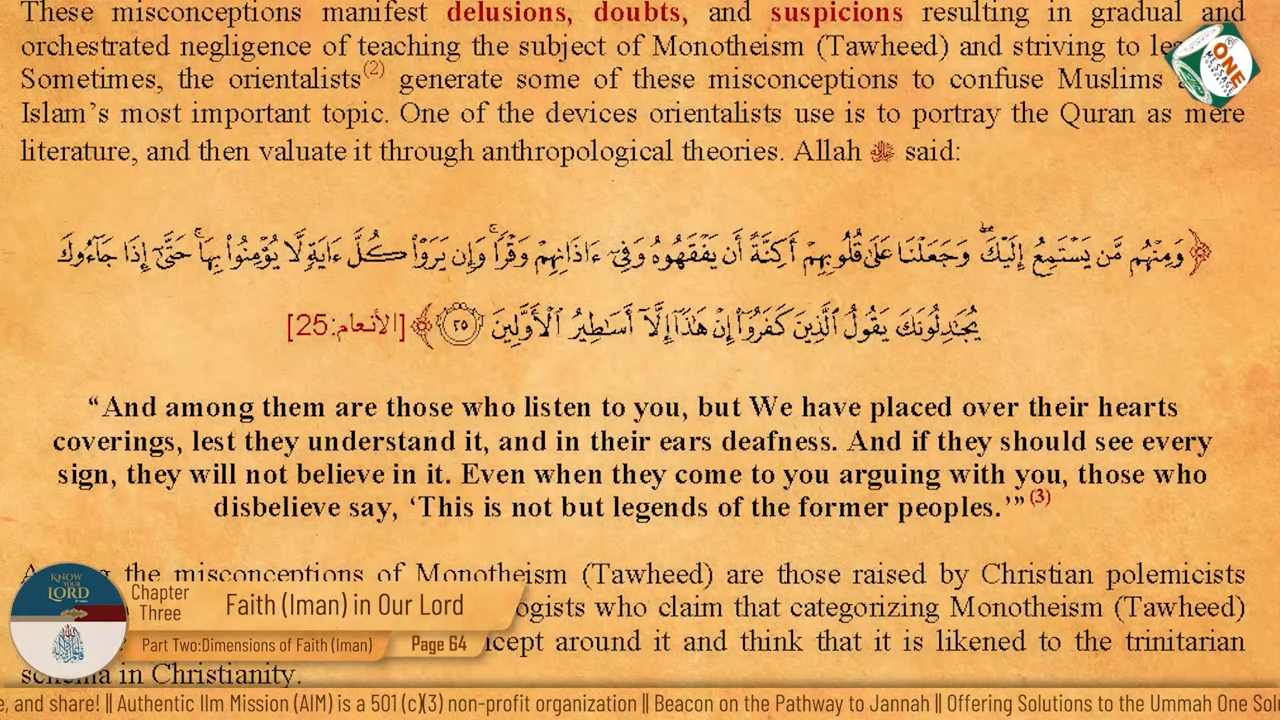 These misconceptions manifest delusions, doubts, and suspicions resulting in gradual and
orchestrated negligence of teaching the subject of Monotheism (Tawheed) and striving to
Sometimes, the orientalists(2) generate some of these misconceptions to confuse Muslims
Islam's most important topic. One of the devices orientalists use is to portray the Quran as mere
literature, and then valuate it through anthropological theories. Allah ﷻ said:
﴿وَمِنْهُم مَّن يَسْتَمِعُ إِلَيْكَ ۖ وَجَعَلْنَا عَلَىٰ قُلُوبِهِمْ أَكِنَّةً أَن يَفْقَهُوهُ وَفِىٓ ءَاذَانِهِمْ وَقْرًا ۚ وَإِن يَرَوْا۟ كُلَّ ءَايَةٍ لَّا يُؤْمِنُوا۟ بِهَا ۚ حَتَّىٰٓ إِذَا جَآءُوكَ
يُجَـٰدِلُونَكَ يَقُولُ ٱلَّذِينَ كَفَرُوٓا۟ إِنْ هَـٰذَآ إِلَّآ أَسَـٰطِيرُ ٱلْأَوَّلِينَ ٢٥﴾ [الأنعام:25]
“And among them are those who listen to you, but We have placed over their hearts
coverings, lest they understand it, and in their ears deafness. And if they should see every
sign, they will not believe in it. Even when they come to you arguing with you, those who
disbelieve say, ‘This is not but legends of the former peoples.’”(3)
the misconceptions of Monotheism (Tawheed) are those raised by Christian polemicists
who claim that categorizing Monotheism (Tawheed)
around it and think that it is likened to the trinitarian
schema in Christianity.
ONE
MESSAGE
KNOW
YOUR
LORD
Chapter
Three
Faith (Iman) in Our Lord
Part Two:Dimensions of Faith (Iman)
Page 64
, and share! || Authentic Ilm Mission (AIM) is a 501 (c)(3) non-profit organization || Beacon on the Pathway to Jannah || Offering Solutions to the Ummah One